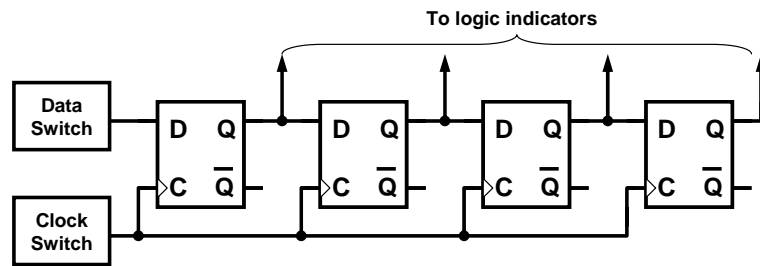 To logic indicators
Data
Switch
D Q
D Q
D Q
D Q
C Q̅
C Q̅
C Q̅
C Q̅
Clock
Switch